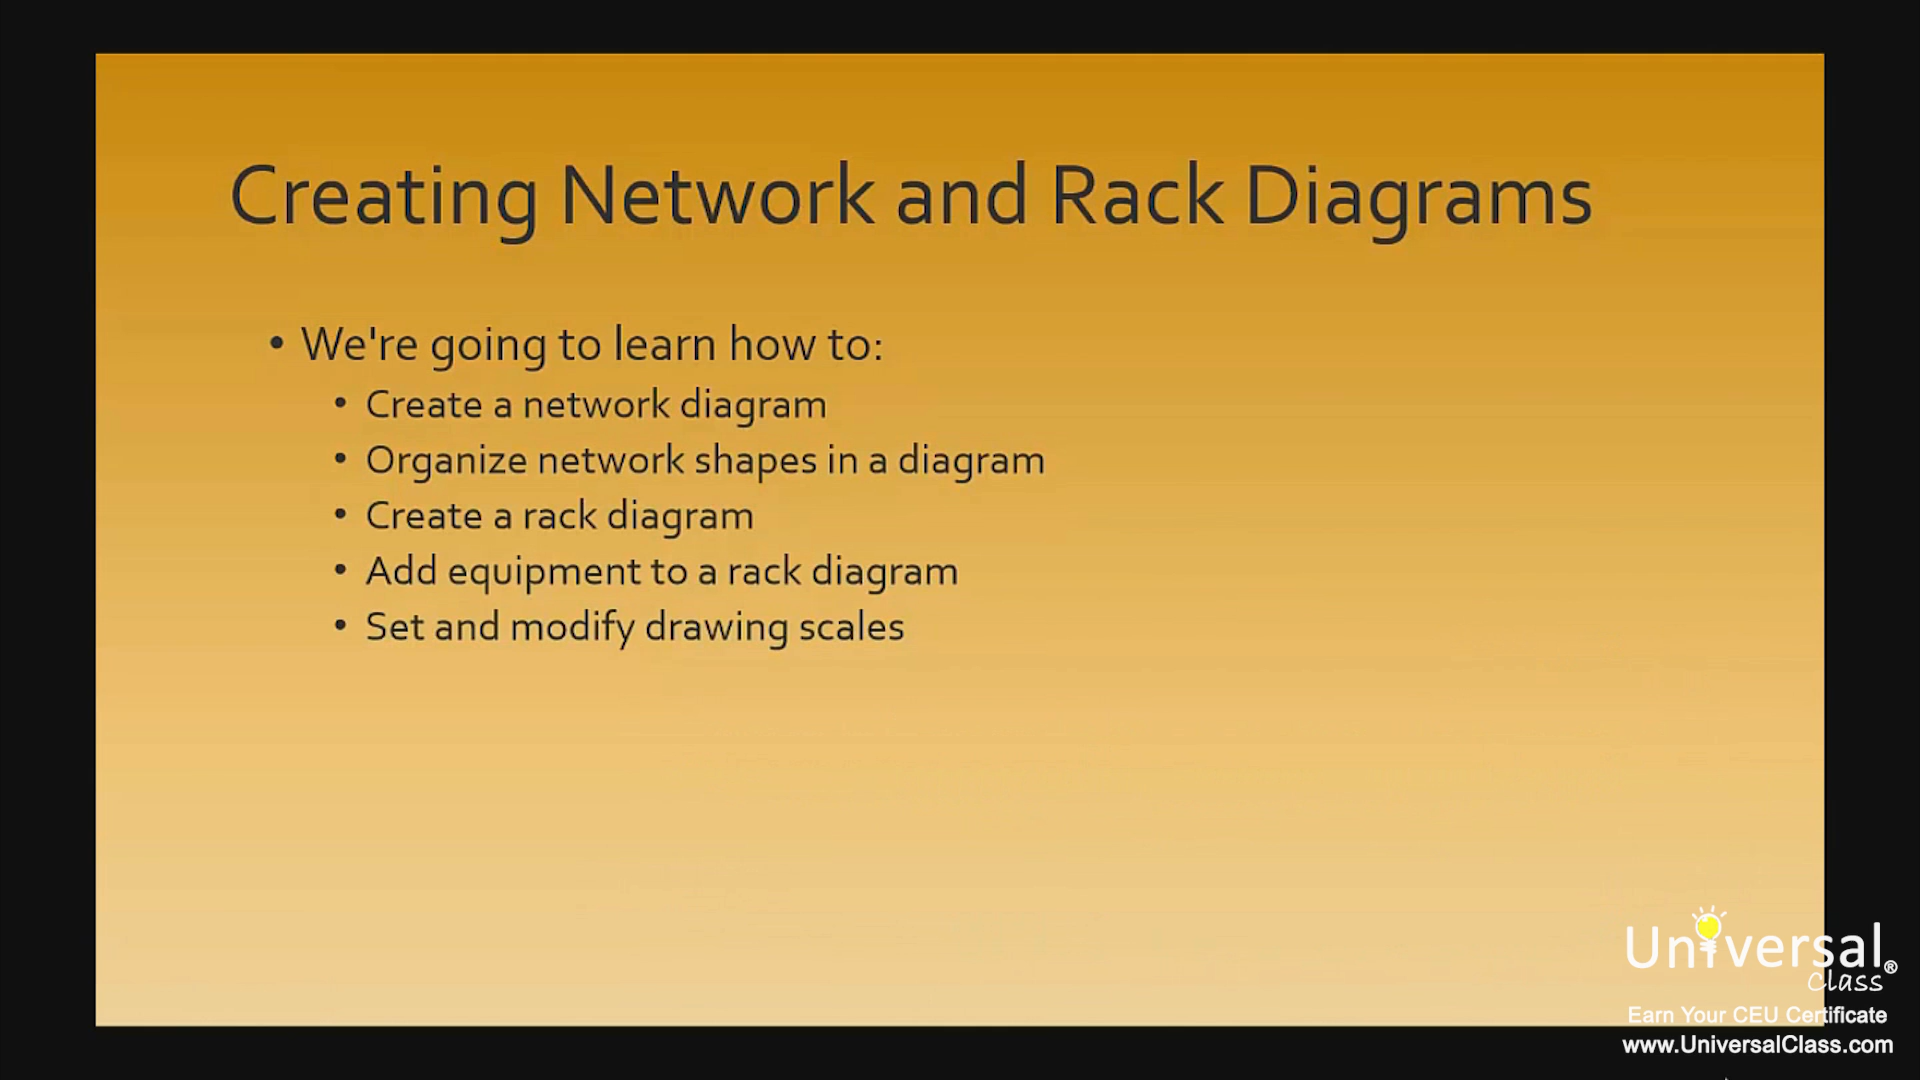 Creating Network and Rack Diagrams
• We're going to learn how to:
• Create a network diagram
• Organize network shapes in a diagram
• Create a rack diagram
• Add equipment to a rack diagram
• Set and modify drawing scales
Universal®
Class
Earn Your CEU Certificate
www.UniversalClass.com